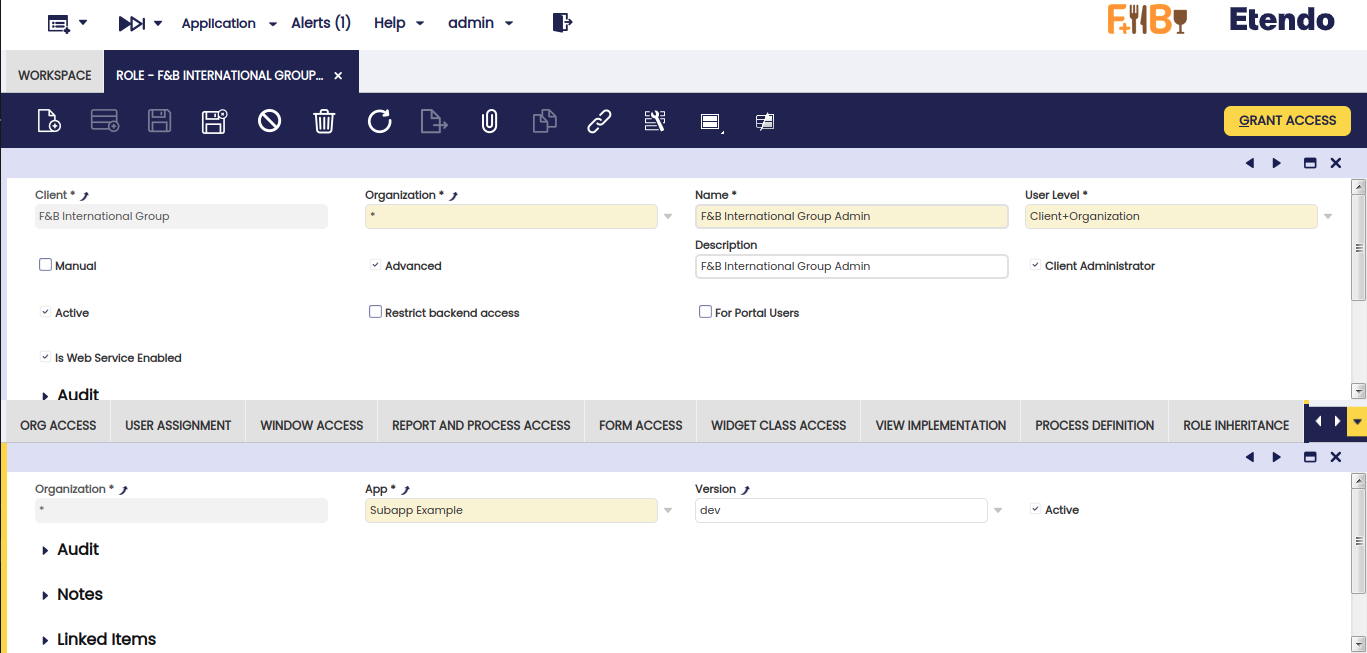 Application Alerts (1) Help admin F&B Etendo
WORKSPACE ROLE - F&B INTERNATIONAL GROUP...
GRANT ACCESS
Client * Organization * Name * User Level *
F&B International Group * F&B International Group Admin Client+Organization
Description
Manual Advanced F&B International Group Admin Client Administrator
Active Restrict backend access For Portal Users
Is Web Service Enabled
Audit
ORG ACCESS USER ASSIGNMENT WINDOW ACCESS REPORT AND PROCESS ACCESS FORM ACCESS WIDGET CLASS ACCESS VIEW IMPLEMENTATION PROCESS DEFINITION ROLE INHERITANCE
Organization * App * Version
* Subapp Example dev Active
Audit
Notes
Linked Items